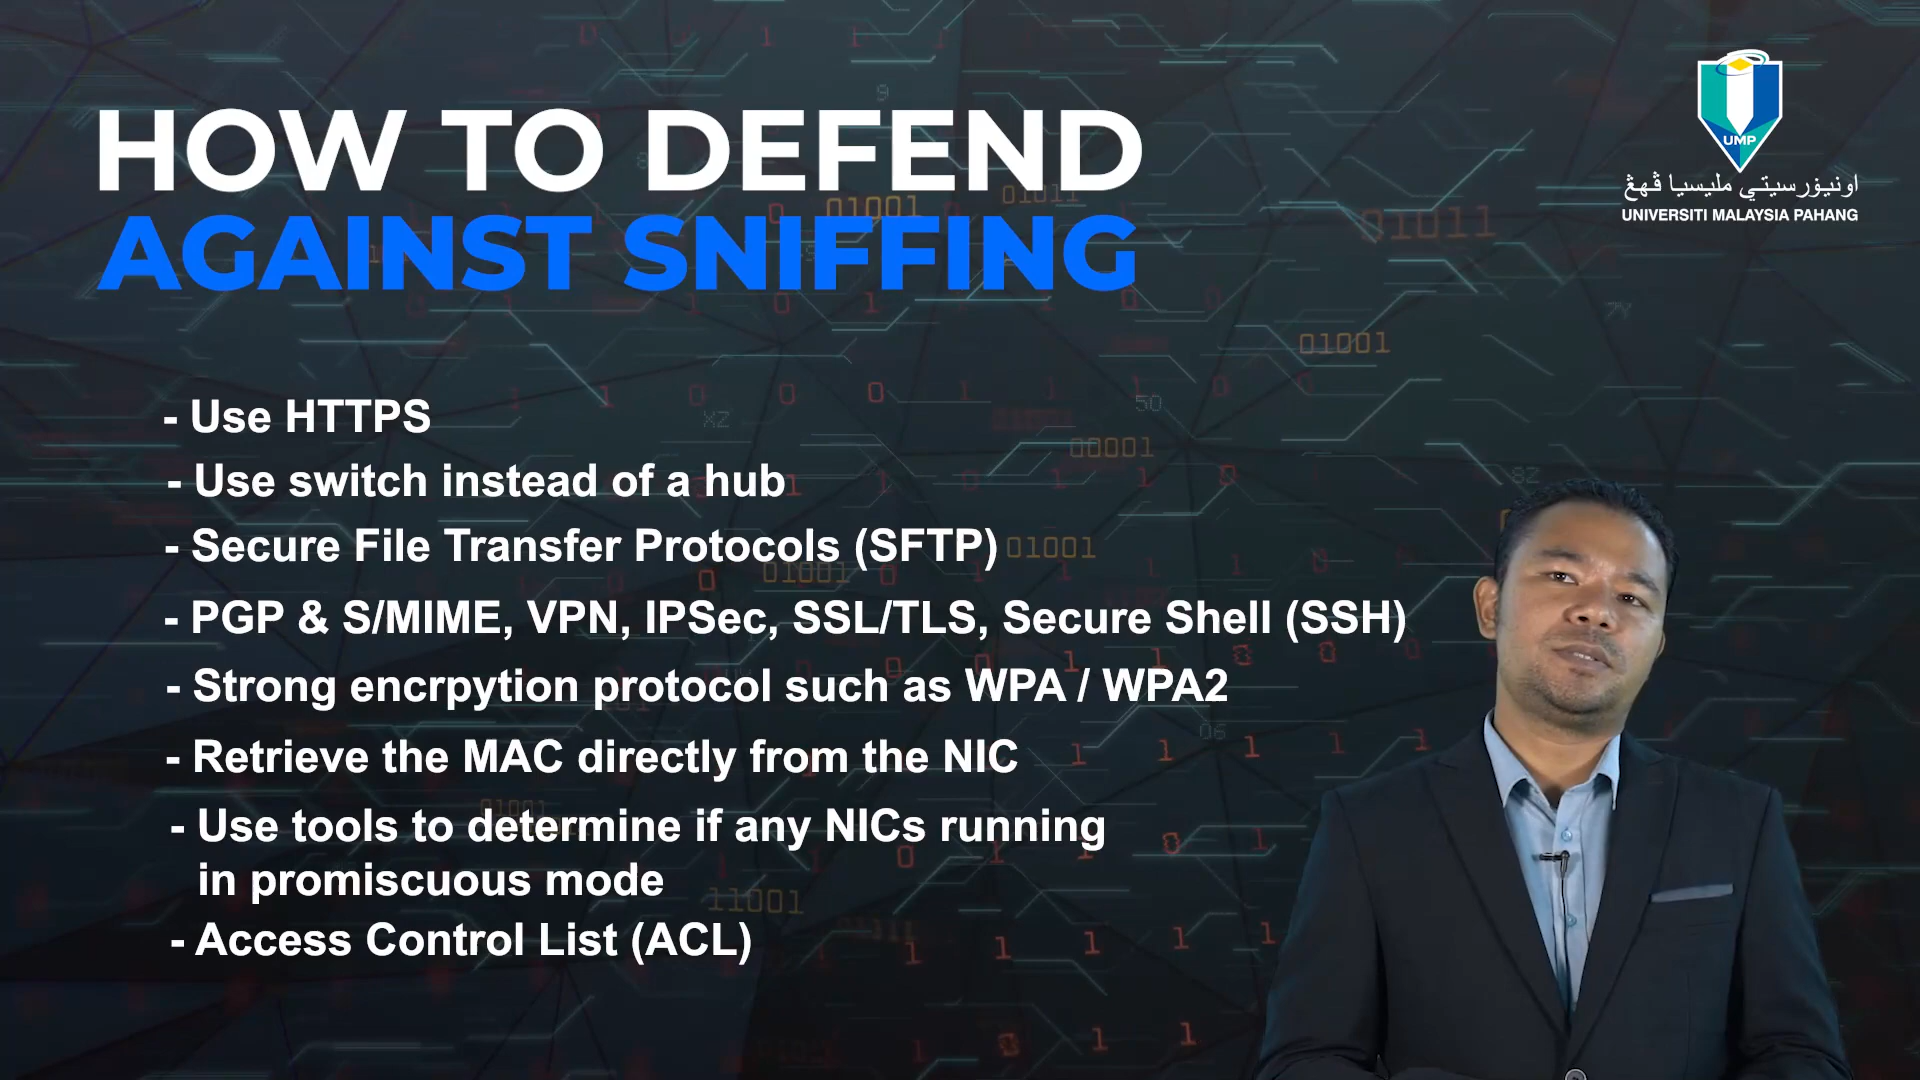 HOW TO DEFEND
AGAINST SNIFFING
UMP
اونيۏرسيتي مليسيا ڤهڠ
UNIVERSITI MALAYSIA PAHANG
- Use HTTPS
- Use switch instead of a hub
- Secure File Transfer Protocols (SFTP)
- PGP & S/MIME, VPN, IPSec, SSL/TLS, Secure Shell (SSH)
- Strong encrpytion protocol such as WPA / WPA2
- Retrieve the MAC directly from the NIC
- Use tools to determine if any NICs running
in promiscuous mode
- Access Control List (ACL)